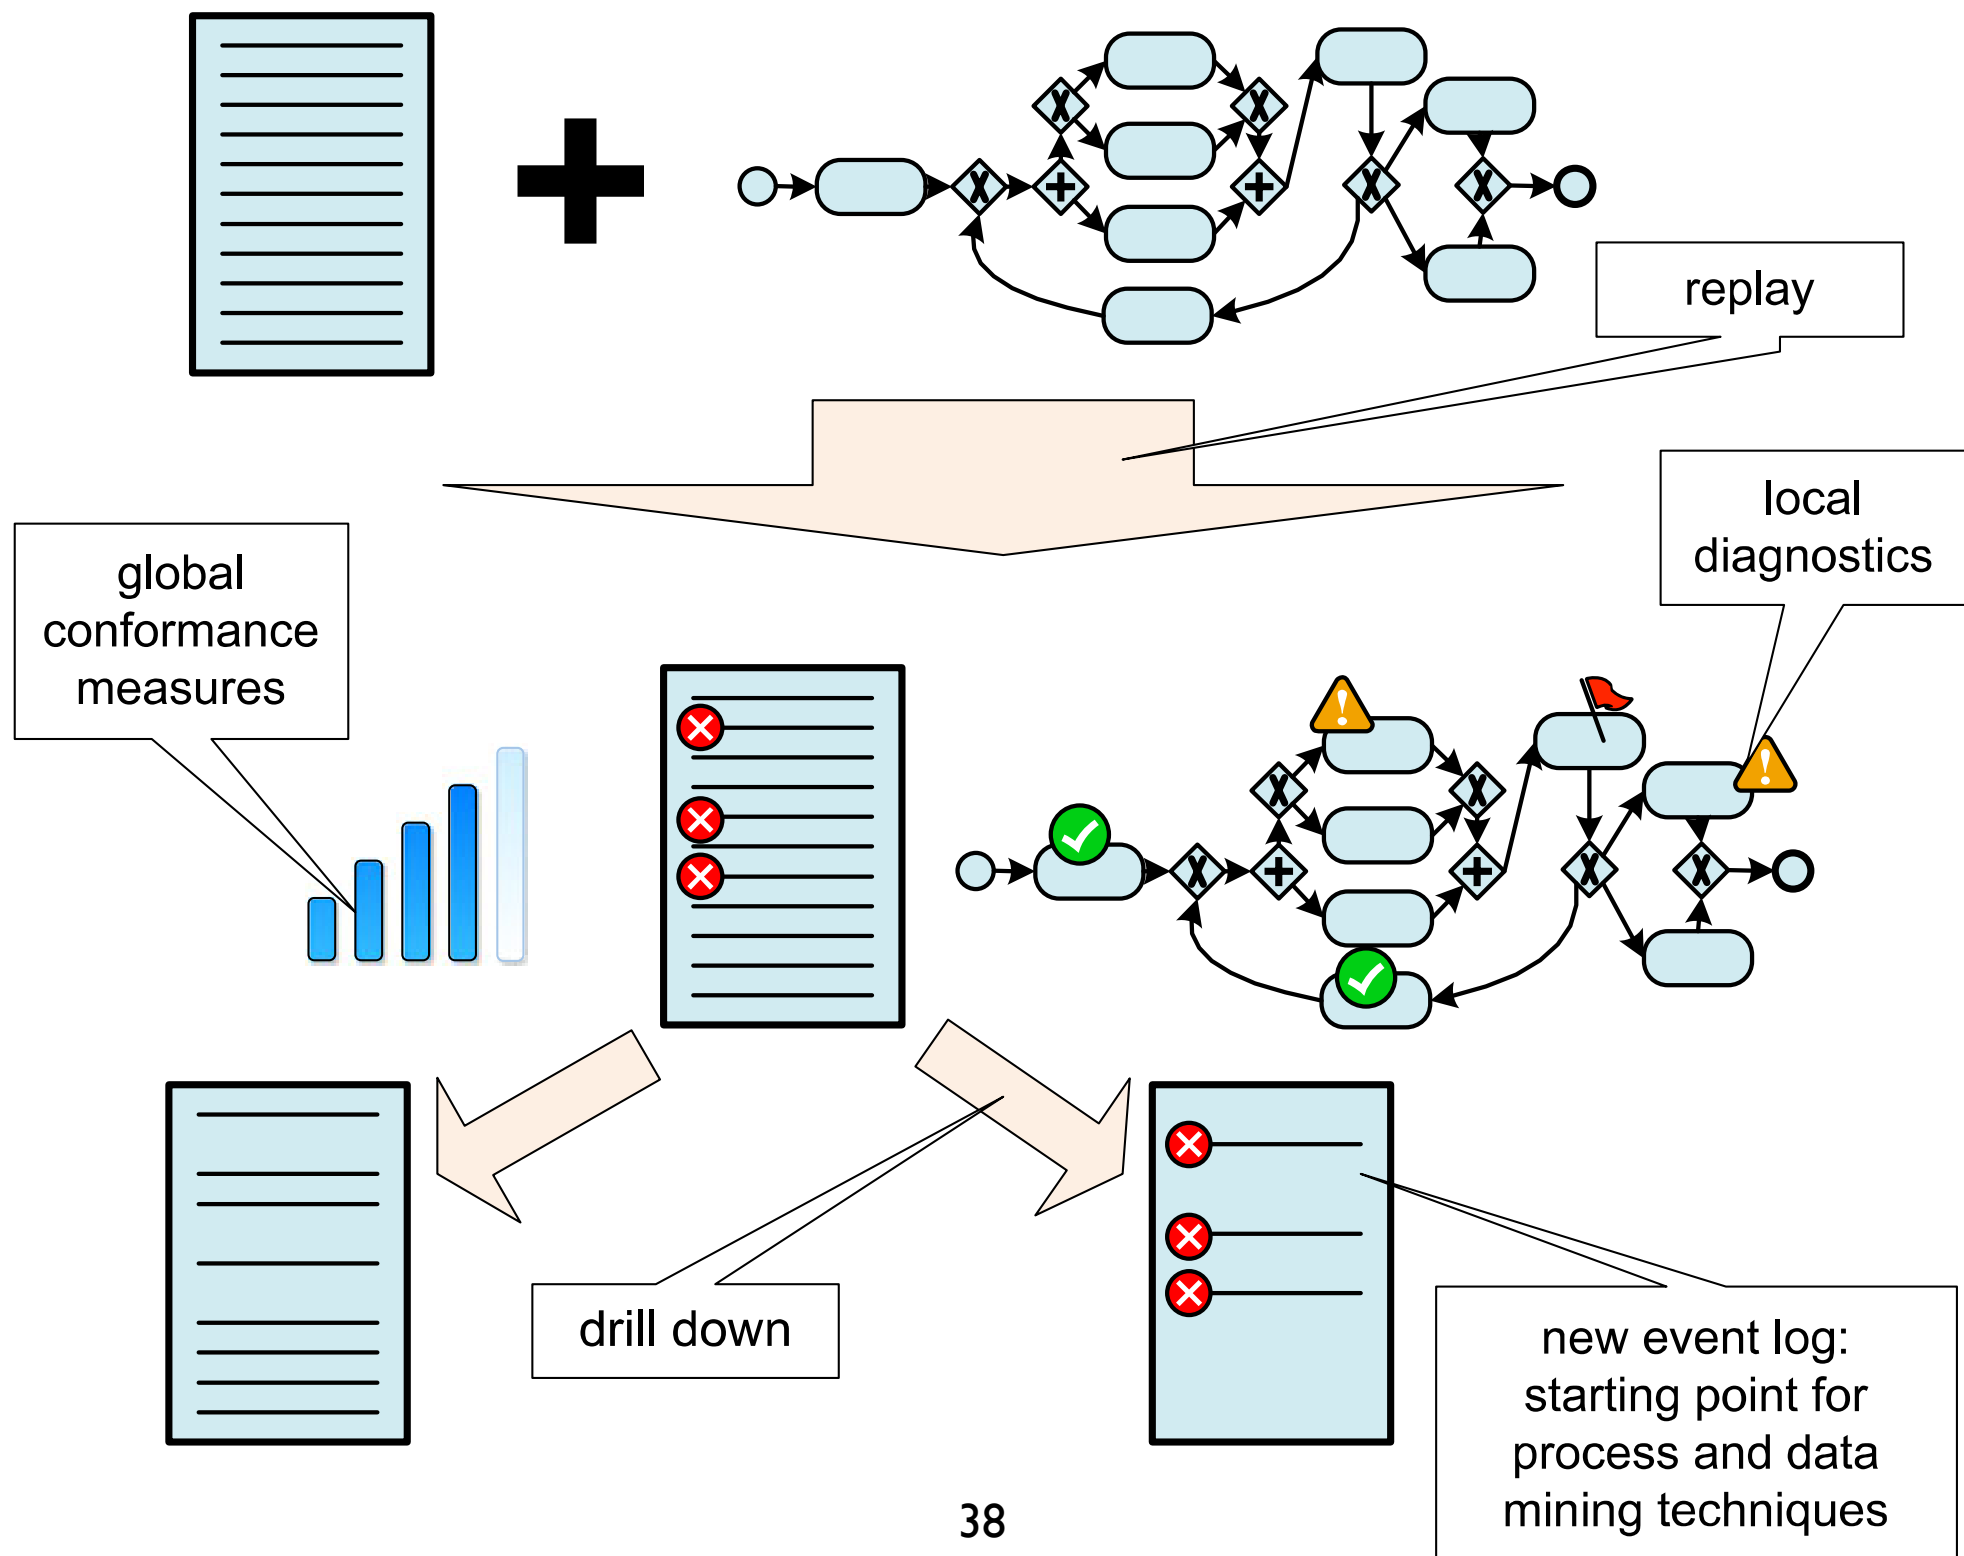 replay
local
diagnostics
global
conformance
measures
drill down
new event log:
starting point for
process and data
mining techniques
38